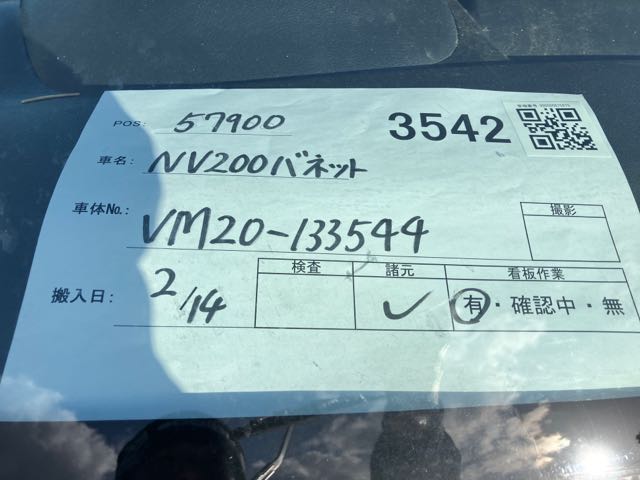 POS: 57900
3542
車名: NV200バネット
車体No.: VM20-133544
撮影
搬入日: 2/14
検査 諸元 看板作業
✓ 有・確認中・無